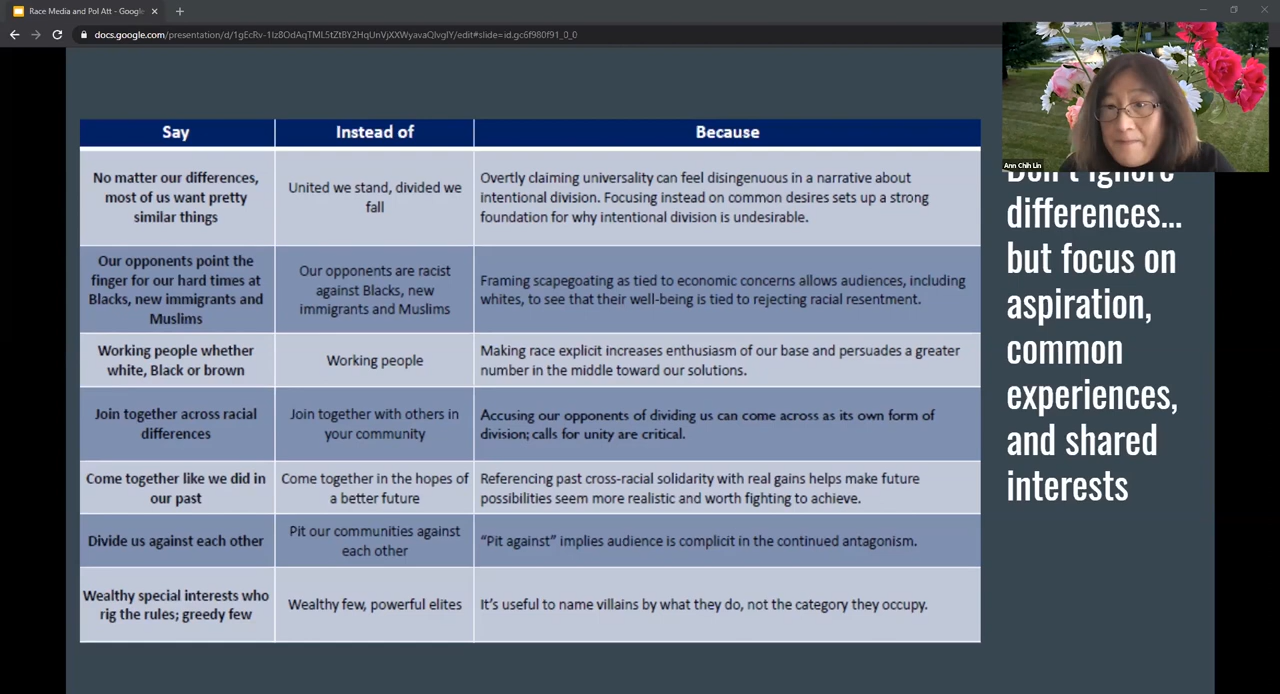 Race Media and Pol Att - Google
docs.google.com/presentation/d/1gEcRv-1Iz8OdAqTML5tZtBY2HqUnVjXXWyavaQlvgIY/edit#slide=id.gc6f980f91_0_0
Ann Chih Lin
Say
Instead of
Because
No matter our differences,
most of us want pretty
similar things
United we stand, divided we
fall
Overtly claiming universality can feel disingenuous in a narrative about
intentional division. Focusing instead on common desires sets up a strong
foundation for why intentional division is undesirable.
Our opponents point the
finger for our hard times at
Blacks, new immigrants and
Muslims
Our opponents are racist
against Blacks, new
immigrants and Muslims
Framing scapegoating as tied to economic concerns allows audiences, including
whites, to see that their well-being is tied to rejecting racial resentment.
Working people whether
white, Black or brown
Working people
Making race explicit increases enthusiasm of our base and persuades a greater
number in the middle toward our solutions.
Join together across racial
differences
Join together with others in
your community
Accusing our opponents of dividing us can come across as its own form of
division; calls for unity are critical.
Come together like we did in
our past
Come together in the hopes of
a better future
Referencing past cross-racial solidarity with real gains helps make future
possibilities seem more realistic and worth fighting to achieve.
Divide us against each other
Pit our communities against
each other
“Pit against” implies audience is complicit in the continued antagonism.
Wealthy special interests who
rig the rules; greedy few
Wealthy few, powerful elites
It’s useful to name villains by what they do, not the category they occupy.
Don't ignore
differences...
but focus on
aspiration,
common
experiences,
and shared
interests